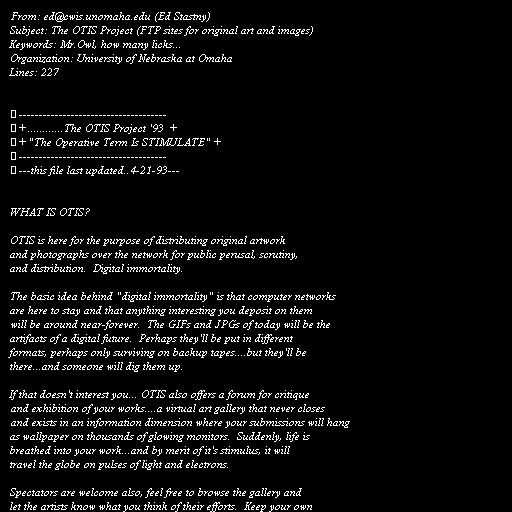 From: ed@cwis.unomaha.edu (Ed Stastny)
Subject: The OTIS Project (FTP sites for original art and images)
Keywords: Mr.Owl, how many licks...
Organization: University of Nebraska at Omaha
Lines: 227
-------------------------------------
+............The OTIS Project '93  +
+ "The Operative Term Is STIMULATE" +
-------------------------------------
---this file last updated..4-21-93---
WHAT IS OTIS?
OTIS is here for the purpose of distributing original artwork
and photographs over the network for public perusal, scrutiny,
and distribution.  Digital immortality.
The basic idea behind "digital immortality" is that computer networks
are here to stay and that anything interesting you deposit on them
will be around near-forever.  The GIFs and JPGs of today will be the
artifacts of a digital future.  Perhaps they'll be put in different
formats, perhaps only surviving on backup tapes....but they'll be
there...and someone will dig them up.
If that doesn't interest you... OTIS also offers a forum for critique
and exhibition of your works....a virtual art gallery that never closes
and exists in an information dimension where your submissions will hang
as wallpaper on thousands of glowing monitors.  Suddenly, life is
breathed into your work...and by merit of it's stimulus, it will
travel the globe on pulses of light and electrons.
Spectators are welcome also, feel free to browse the gallery and
let the artists know what you think of their efforts.  Keep your own